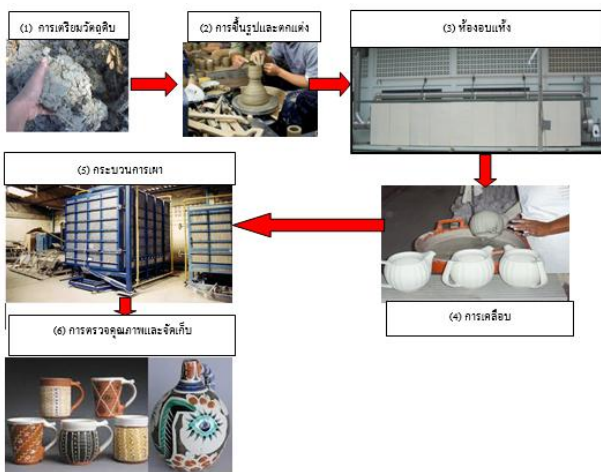 (1) การเตรียมวัตถุดิบ
(2) การขึ้นรูปและตกแต่ง
(3) ห้องอบแห้ง
(4) การเคลือบ
(5) กระบวนการเผา
(6) การตรวจคุณภาพและจัดเก็บ